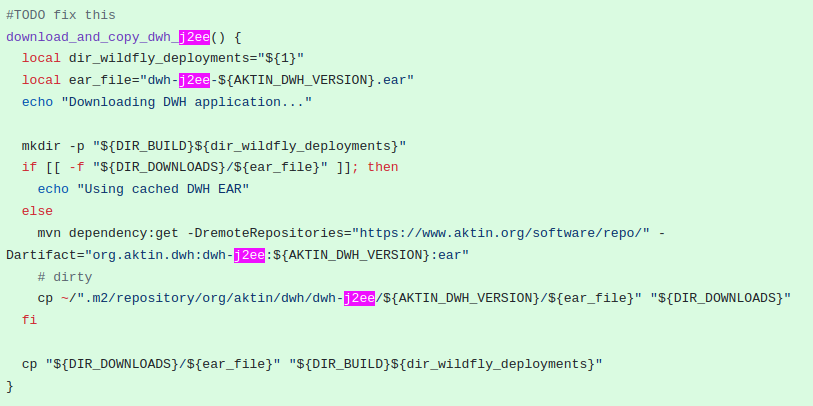 #TODO fix this
download_and_copy_dwh_j2ee() {
  local dir_wildfly_deployments="${1}"
  local ear_file="dwh-j2ee-${AKTIN_DWH_VERSION}.ear"
  echo "Downloading DWH application..."

  mkdir -p "${DIR_BUILD}${dir_wildfly_deployments}"
  if [[ -f "${DIR_DOWNLOADS}/${ear_file}" ]]; then
    echo "Using cached DWH EAR"
  else
    mvn dependency:get -DremoteRepositories="https://www.aktin.org/software/repo/" -
Dartifact="org.aktin.dwh:dwh-j2ee:${AKTIN_DWH_VERSION}:ear"
    # dirty
    cp ~/".m2/repository/org/aktin/dwh/dwh-j2ee/${AKTIN_DWH_VERSION}/${ear_file}" "${DIR_DOWNLOADS}"
  fi

  cp "${DIR_DOWNLOADS}/${ear_file}" "${DIR_BUILD}${dir_wildfly_deployments}"
}